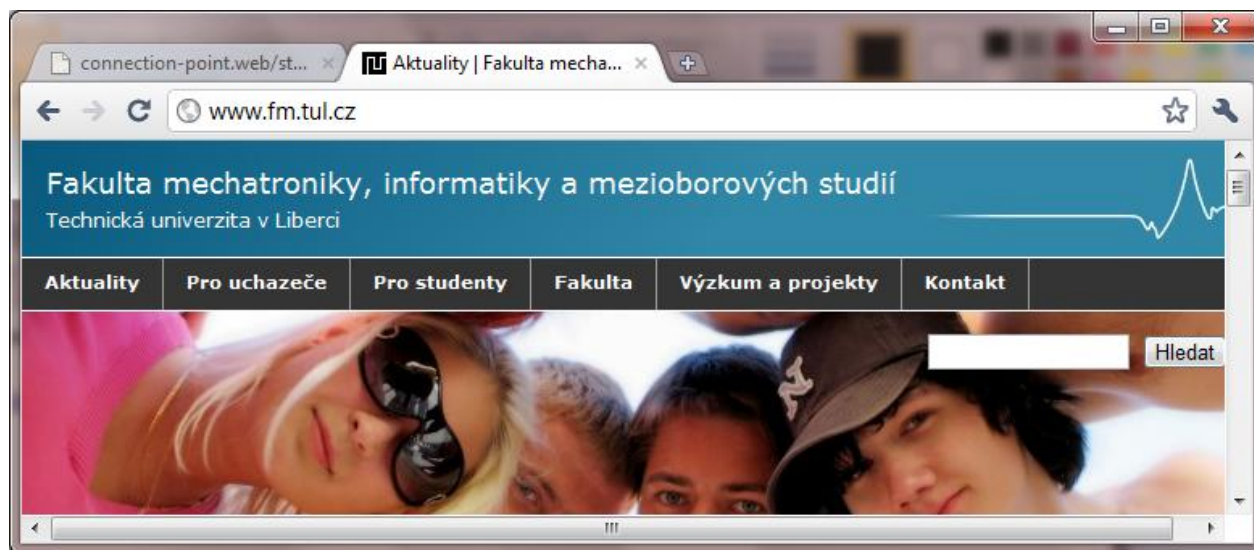 connection-point.web/st...
Aktuality | Fakulta mecha...
www.fm.tul.cz
Fakulta mechatroniky, informatiky a mezioborových studií
Technická univerzita v Liberci
Aktuality Pro uchazeče Pro studenty Fakulta Výzkum a projekty Kontakt
Hledat